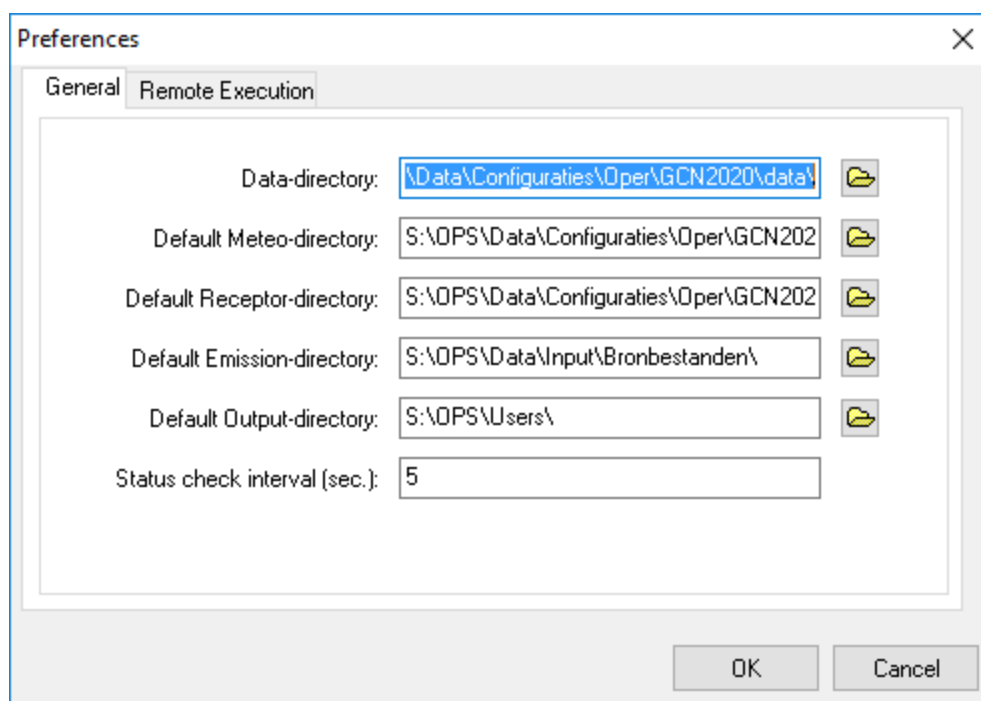 Preferences
General Remote Execution
Data-directory: \Data\Configuraties\Oper\GCN2020\data\
Default Meteo-directory: S:\OPS\Data\Configuraties\Oper\GCN202
Default Receptor-directory: S:\OPS\Data\Configuraties\Oper\GCN202
Default Emission-directory: S:\OPS\Data\Input\Bronbestanden\
Default Output-directory: S:\OPS\Users\
Status check interval (sec.): 5
OK Cancel